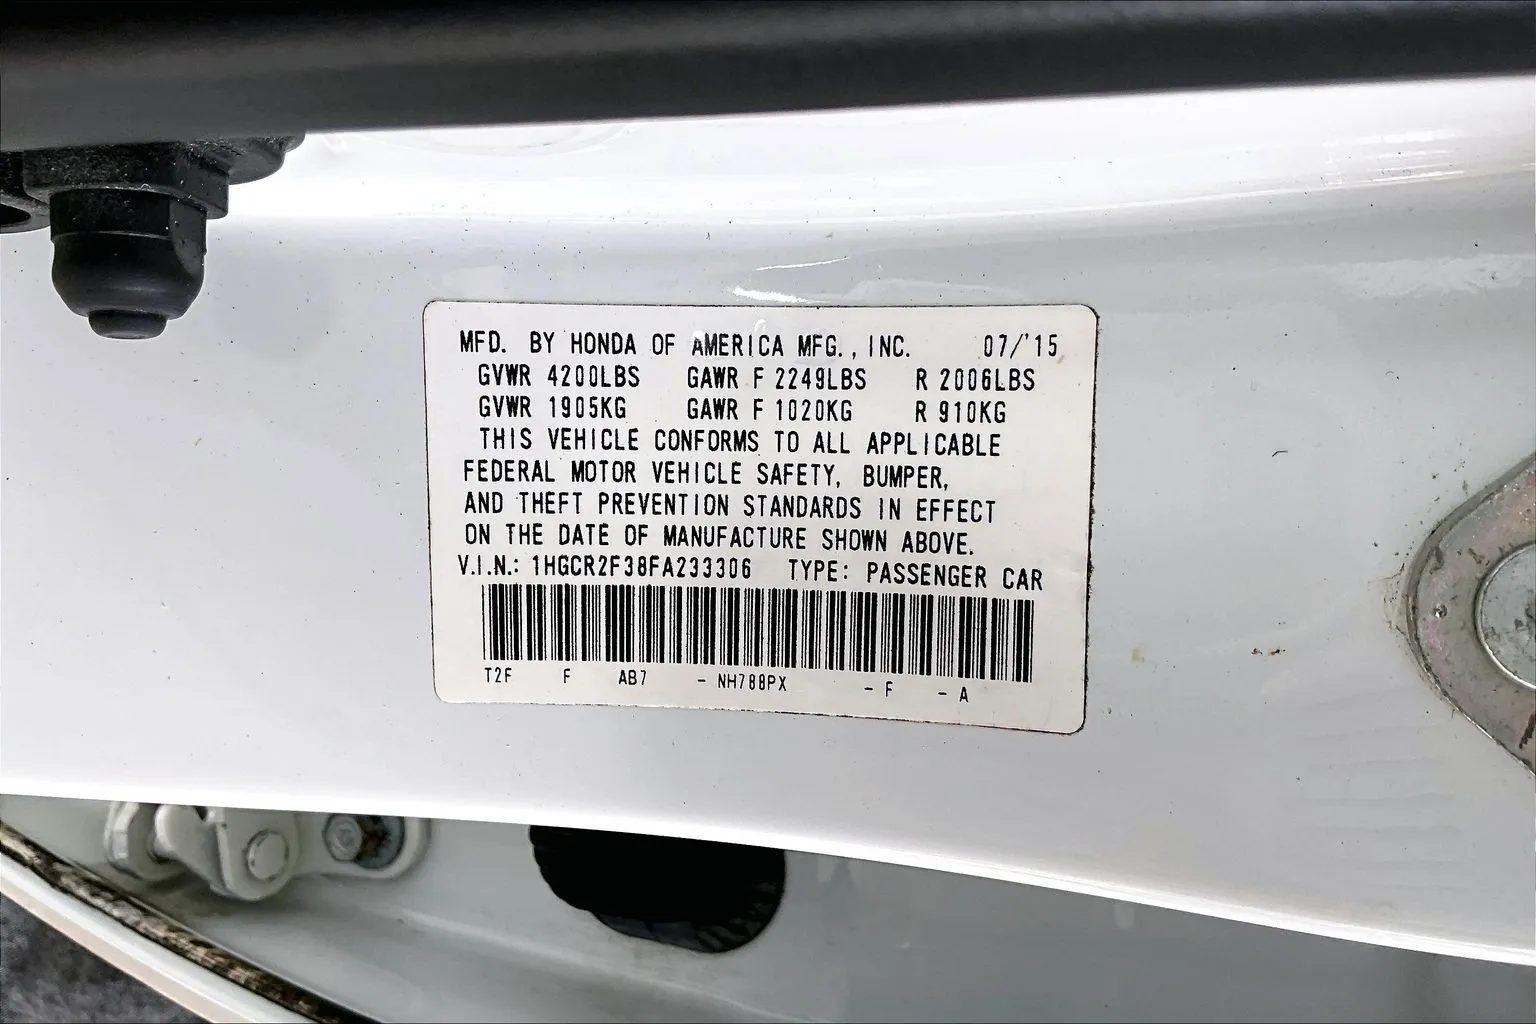 MFD. BY HONDA OF AMERICA MFG., INC. 07/'15
GVWR 4200LBS GAWR F 2249LBS R 2006LBS
GVWR 1905KG GAWR F 1020KG R 910KG
THIS VEHICLE CONFORMS TO ALL APPLICABLE
FEDERAL MOTOR VEHICLE SAFETY, BUMPER,
AND THEFT PREVENTION STANDARDS IN EFFECT
ON THE DATE OF MANUFACTURE SHOWN ABOVE.
V.I.N.: 1HGCR2F38FA233306 TYPE: PASSENGER CAR
T2F F AB7 - NH788PX - F - A